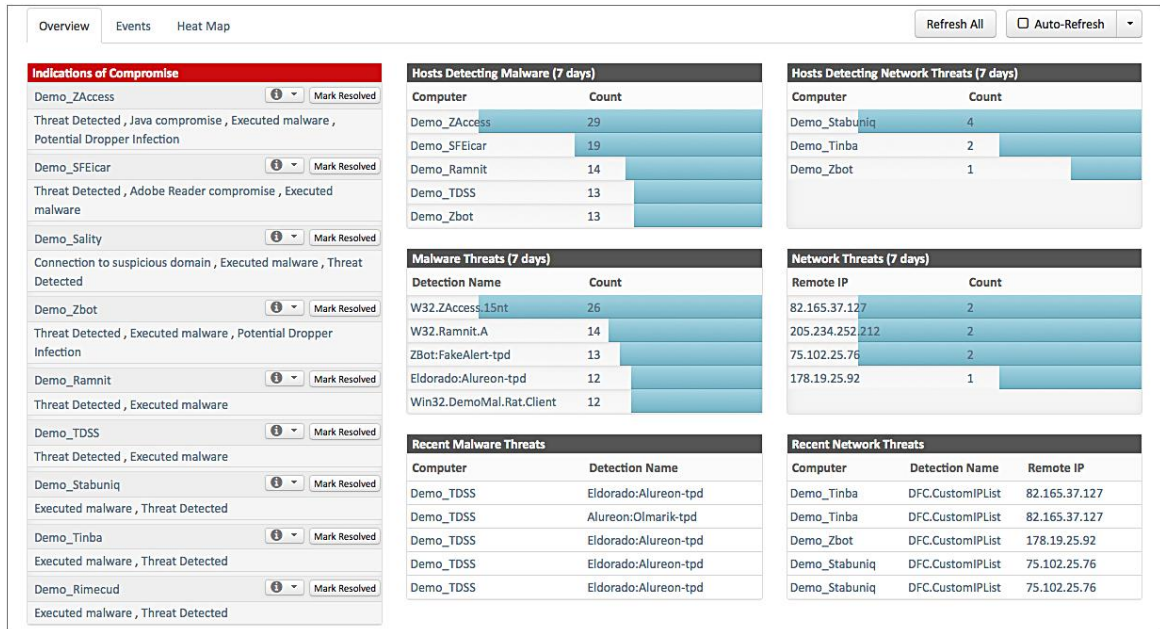 Overview Events Heat Map Refresh All Auto-Refresh
Indications of Compromise
Demo_ZAccess Mark Resolved
Threat Detected , Java compromise , Executed malware ,
Potential Dropper Infection
Demo_SFEicar Mark Resolved
Threat Detected , Adobe Reader compromise , Executed
malware
Demo_Sality Mark Resolved
Connection to suspicious domain , Executed malware , Threat
Detected
Demo_Zbot Mark Resolved
Threat Detected , Executed malware , Potential Dropper
Infection
Demo_Ramnit Mark Resolved
Threat Detected , Executed malware
Demo_TDSS Mark Resolved
Threat Detected , Executed malware
Demo_Stabuniq Mark Resolved
Executed malware , Threat Detected
Demo_Tinba Mark Resolved
Executed malware , Threat Detected
Demo_Rimecud Mark Resolved
Executed malware , Threat Detected
Hosts Detecting Malware (7 days)
Computer Count
Demo_ZAccess 29
Demo_SFEicar 19
Demo_Ramnit 14
Demo_TDSS 13
Demo_Zbot 13
Hosts Detecting Network Threats (7 days)
Computer Count
Demo_Stabuniq 4
Demo_Tinba 2
Demo_Zbot 1
Malware Threats (7 days)
Detection Name Count
W32.ZAccess.15nt 26
W32.Ramnit.A 14
ZBot:FakeAlert-tpd 13
Eldorado:Alureon-tpd 12
Win32.DemoMal.Rat.Client 12
Network Threats (7 days)
Remote IP Count
82.165.37.127 2
205.234.252.212 2
75.102.25.76 2
178.19.25.92 1
Recent Malware Threats
Computer Detection Name
Demo_TDSS Eldorado:Alureon-tpd
Demo_TDSS Alureon:Olmarik-tpd
Demo_TDSS Eldorado:Alureon-tpd
Demo_TDSS Eldorado:Alureon-tpd
Demo_TDSS Eldorado:Alureon-tpd
Recent Network Threats
Computer Detection Name Remote IP
Demo_Tinba DFC.CustomIPList 82.165.37.127
Demo_Tinba DFC.CustomIPList 82.165.37.127
Demo_Zbot DFC.CustomIPList 178.19.25.92
Demo_Stabuniq DFC.CustomIPList 75.102.25.76
Demo_Stabuniq DFC.CustomIPList 75.102.25.76